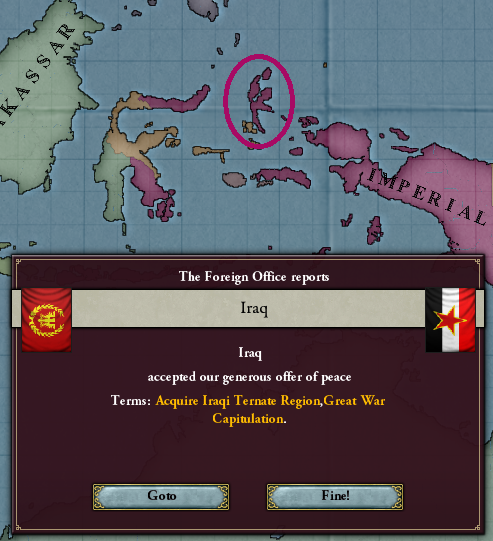 AKASSAR
IMPERIAL
The Foreign Office reports
Iraq
Iraq
accepted our generous offer of peace
Terms: Acquire Iraqi Ternate Region,Great War
Capitulation.
Goto
Fine!